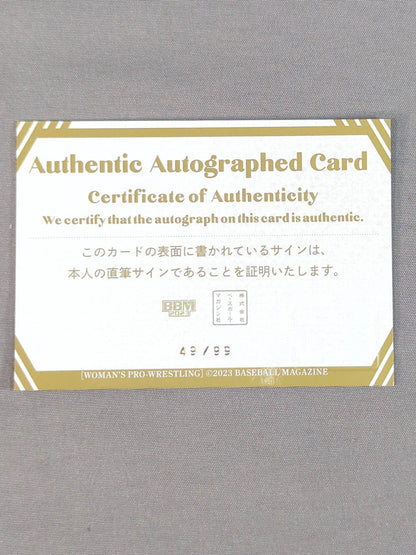 Authentic Autographed Card
Certificate of Authenticity
We certify that the autograph on this card is authentic.
このカードの表面に書かれているサインは、
本人の直筆サインであることを証明いたします。
BBM
2023
株式会社
ベースボール
マガジン社
49/99
[WOMAN'S PRO-WRESTLING] ©2023 BASEBALL MAGAZINE